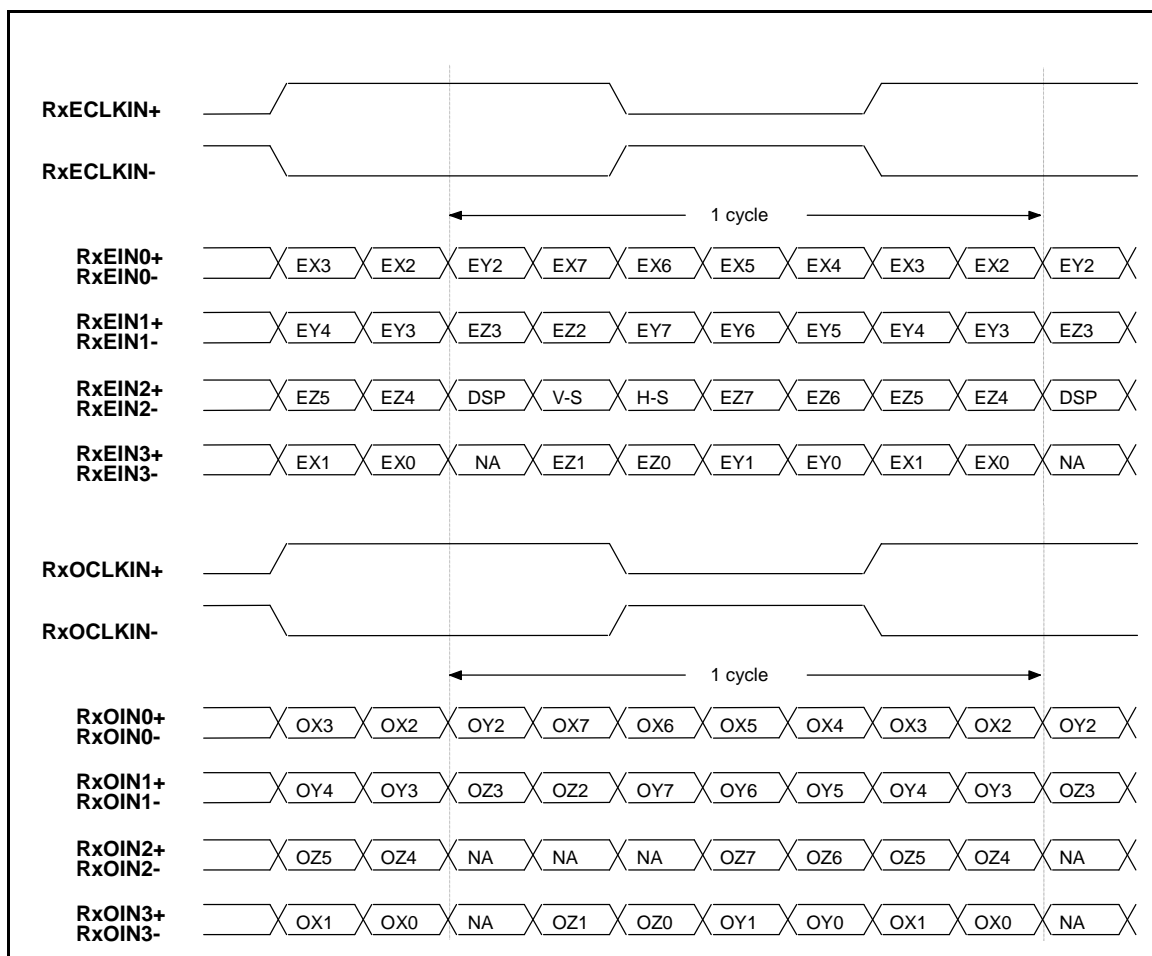 RxECLKIN+
RxECLKIN-
1 cycle
RxEIN0+
RxEIN0-
EX3 EX2 EY2 EX7 EX6 EX5 EX4 EX3 EX2 EY2
RxEIN1+
RxEIN1-
EY4 EY3 EZ3 EZ2 EY7 EY6 EY5 EY4 EY3 EZ3
RxEIN2+
RxEIN2-
EZ5 EZ4 DSP V-S H-S EZ7 EZ6 EZ5 EZ4 DSP
RxEIN3+
RxEIN3-
EX1 EX0 NA EZ1 EZ0 EY1 EY0 EX1 EX0 NA
RxOCLKIN+
RxOCLKIN-
1 cycle
RxOIN0+
RxOIN0-
OX3 OX2 OY2 OX7 OX6 OX5 OX4 OX3 OX2 OY2
RxOIN1+
RxOIN1-
OY4 OY3 OZ3 OZ2 OY7 OY6 OY5 OY4 OY3 OZ3
RxOIN2+
RxOIN2-
OZ5 OZ4 NA NA NA OZ7 OZ6 OZ5 OZ4 NA
RxOIN3+
RxOIN3-
OX1 OX0 NA OZ1 OZ0 OY1 OY0 OX1 OX0 NA